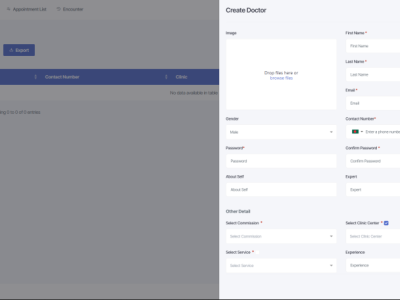 Appointment List
Encounter
Export
Contact Number
Clinic
No data available in table
ing 0 to 0 of 0 entries
Create Doctor
Image
Drop files here or
browse files
First Name *
First Name
Last Name *
Last Name
Email *
Email
Gender
Male
Contact Number*
Enter a phone number
Password*
Password
Confirm Password *
Confirm Password
About Self
About Self
Expert
Expert
Other Detail
Select Commission *
Select Commission
Select Clinic Center *
Select Clinic Center
Select Service *
Select Service
Experience
Experience